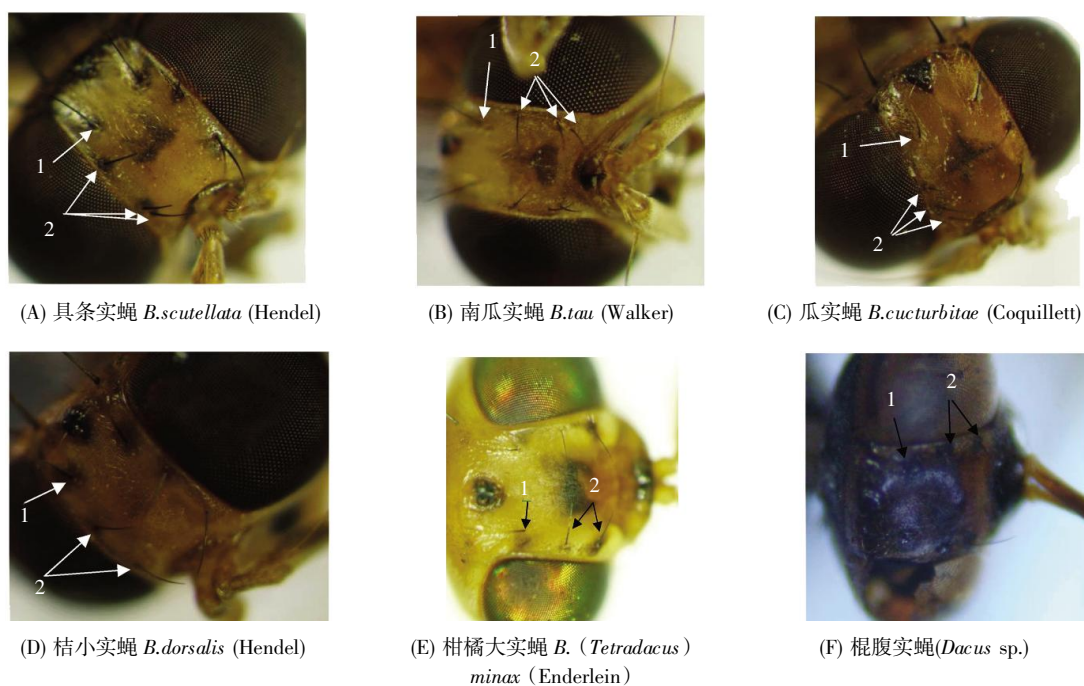 1
2
1
2
1
2
(A) 具条实蝇 B.scutellata (Hendel)
(B) 南瓜实蝇 B.tau (Walker)
(C) 瓜实蝇 B.cucturbitae (Coquillett)
1
2
1
2
1
2
(D) 桔小实蝇 B.dorsalis (Hendel)
(E) 柑橘大实蝇 B.（Tetradacus）
minax（Enderlein）
(F) 棍腹实蝇(Dacus sp.)